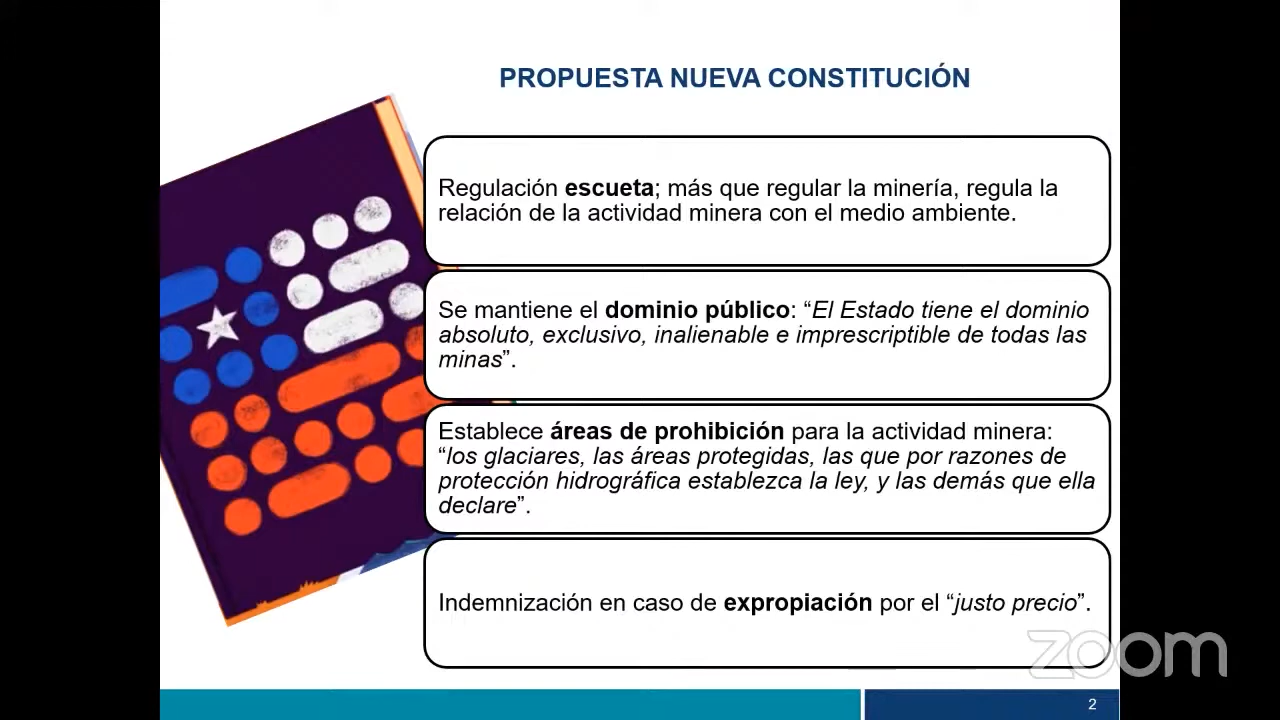 PROPUESTA NUEVA CONSTITUCIÓN
Regulación escueta; más que regular la minería, regula la
relación de la actividad minera con el medio ambiente.
Se mantiene el dominio público: “El Estado tiene el dominio
absoluto, exclusivo, inalienable e imprescriptible de todas las
minas”.
Establece áreas de prohibición para la actividad minera:
“los glaciares, las áreas protegidas, las que por razones de
protección hidrográfica establezca la ley, y las demás que ella
declare”.
Indemnización en caso de expropiación por el “justo precio”.
zoom
2